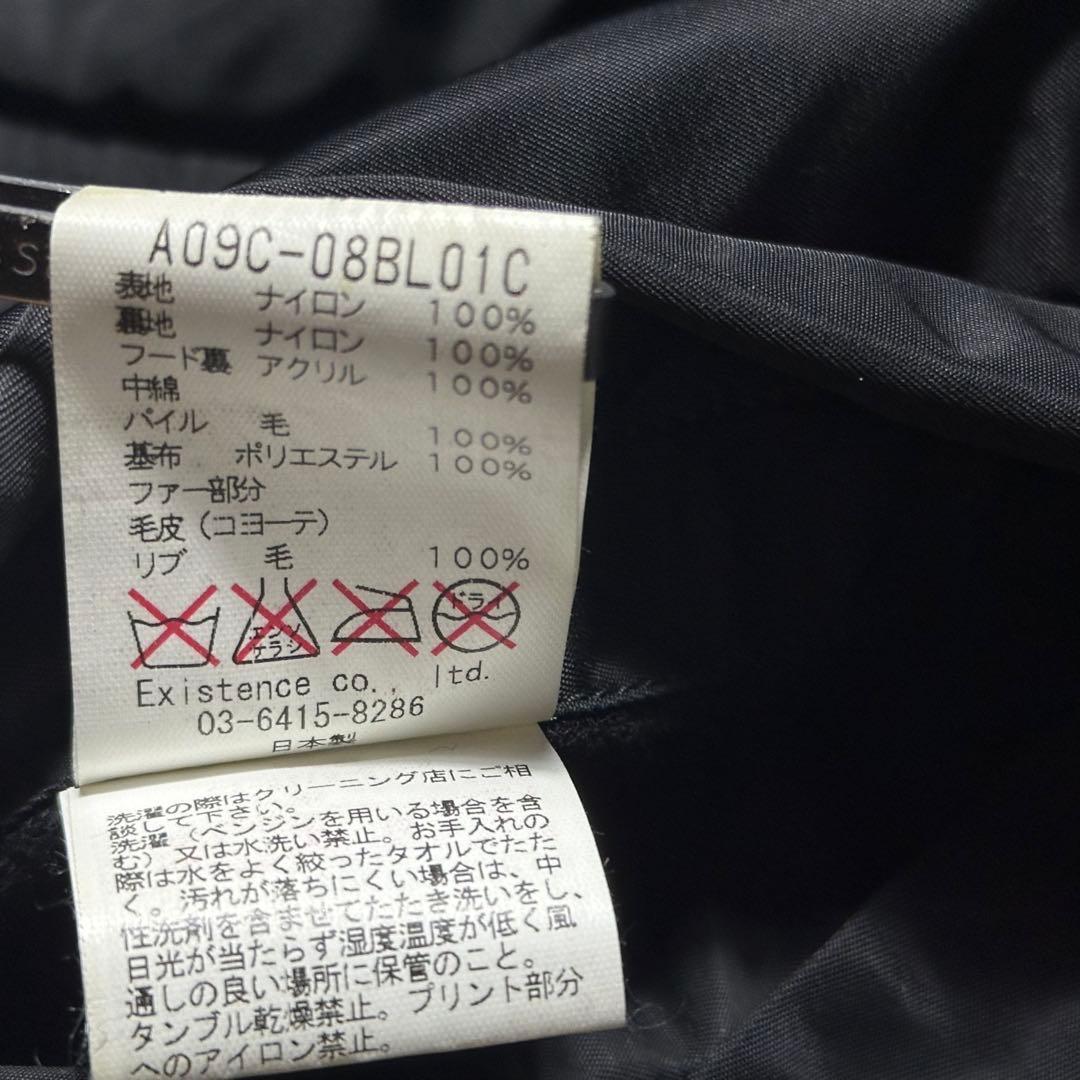 A09C-08BL01C
表地 ナイロン 100%
裏地 ナイロン 100%
フード裏 アクリル 100%
中綿
パイル 毛 100%
基布 ポリエステル 100%
ファー部分
毛皮(コヨーテ)
リブ 毛 100%
エンソ ドライ
ケラシ
Existence co., ltd.
03-6415-8286
日本製
洗濯の際はクリーニング店にご相
談して下さい。
洗濯(ベンジンを用いる場合を含
む)又は水洗い禁止。お手入れの
際は水をよく絞ったタオルでたた
く。汚れが落ちにくい場合は、中
性洗剤を含ませてたたき洗いをし、
日光が当たらず湿度温度が低く風
通しの良い場所に保管のこと。
タンブル乾燥禁止。プリント部分
へのアイロン禁止。